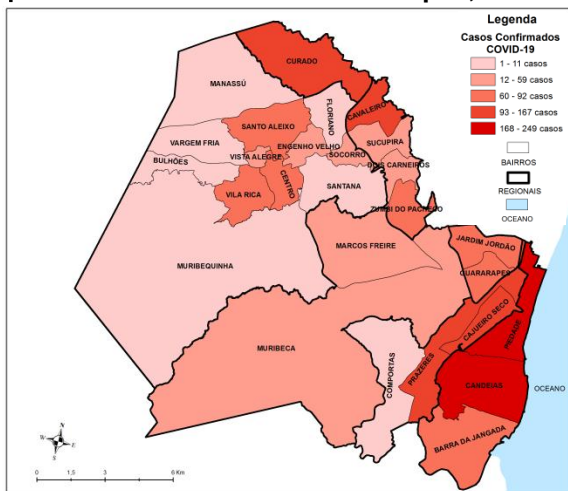 Legenda
Casos Confirmados
COVID-19
1 - 11 casos
12 - 59 casos
60 - 92 casos
93 - 167 casos
168 - 249 casos
BAIRROS
REGIONAIS
OCEANO
CURADO
MANASSÚ
FLORIANO
CAVALEIRO
SANTO ALEIXO
VARGEM FRIA
ENGENHO VELHO
SUCUPIRA
BULHÕES
VISTA ALEGRE
SOCORRO
DOIS CARNEIROS
VILA RICA
CENTRO
SANTANA
ZUMBI DO PACHECO
MURIBEQUINHA
MARCOS FREIRE
JARDIM JORDÃO
GUARARAPES
CAJUEIRO SECO
PIEDADE
MURIBECA
COMPORTAS
PRAZERES
CANDEIAS
OCEANO
BARRA DA JANGADA
N
W
E
S
0 1,5 3 6 Km